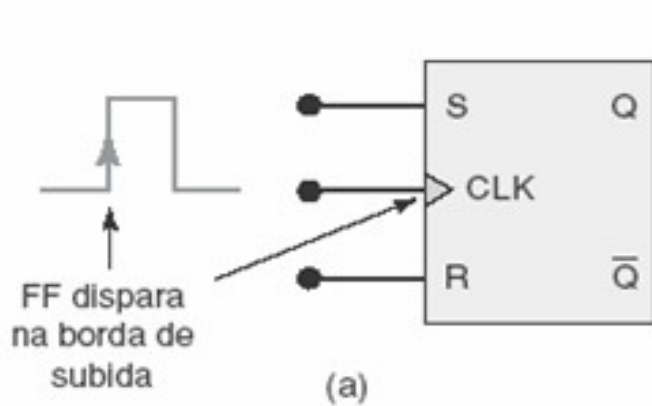 S Q
CLK
R Q̅
FF dispara
na borda de
subida
(a)